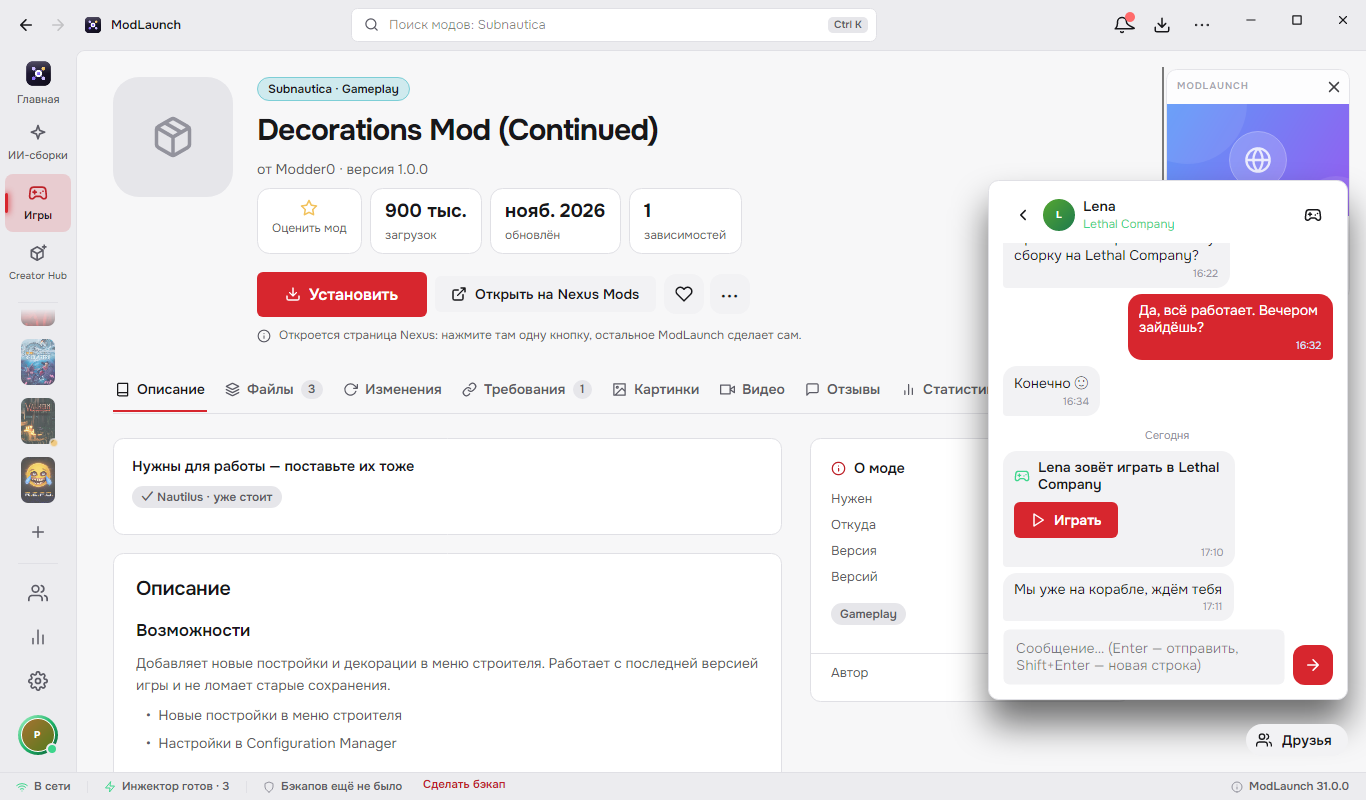 ModLaunch
Поиск модов: Subnautica
Ctrl K
Главная
ИИ-сборки
Игры
Creator Hub
R.E.P.O.
P
Subnautica · Gameplay
Decorations Mod (Continued)
от Modder0 · версия 1.0.0
Оценить мод
900 тыс.
загрузок
нояб. 2026
обновлён
1
зависимостей
Установить
Открыть на Nexus Mods
Откроется страница Nexus: нажмите там одну кнопку, остальное ModLaunch сделает сам.
Описание
Файлы 3
Изменения
Требования 1
Картинки
Видео
Отзывы
Статисти
Нужны для работы — поставьте их тоже
Nautilus · уже стоит
Описание
Возможности
Добавляет новые постройки и декорации в меню строителя. Работает с последней версией
игры и не ломает старые сохранения.
• Новые постройки в меню строителя
• Настройки в Configuration Manager
О моде
Нужен
Откуда
Версия
Версий
Gameplay
Автор
MODLAUNCH
L
Lena
Lethal Company
сборку на Lethal Company?
16:22
Да, всё работает. Вечером
зайдёшь?
16:32
Конечно 🙂
16:34
Сегодня
Lena зовёт играть в Lethal
Company
Играть
17:10
Мы уже на корабле, ждём тебя
17:11
Сообщение... (Enter — отправить,
Shift+Enter — новая строка)
Друзья
В сети
Инжектор готов · 3
Бэкапов ещё не было
Сделать бэкап
ModLaunch 31.0.0